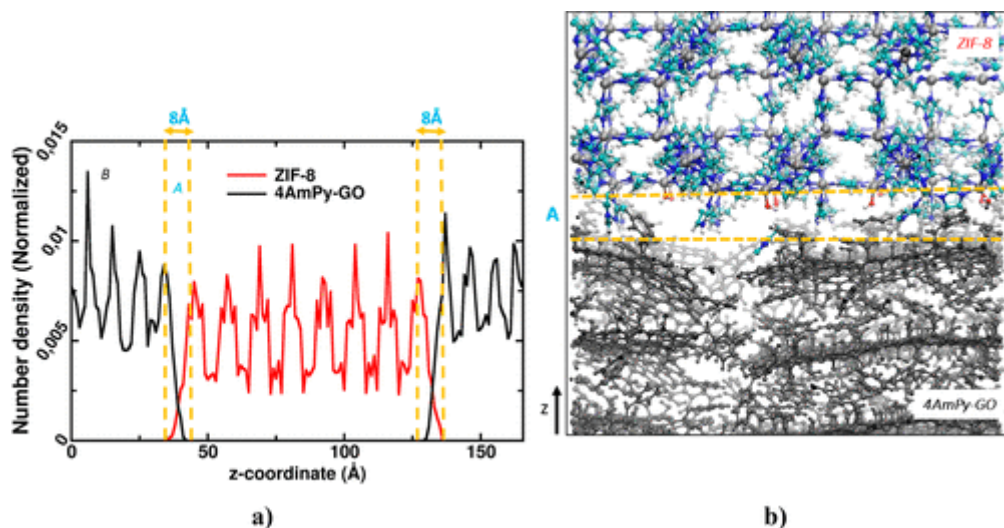 8Å 8Å
0,015
B
A
ZIF-8
4AmPy-GO
0,01
0,005
0
Number density (Normalized)
0 50 100 150
z-coordinate (Å)
a)
ZIF-8
A
4AmPy-GO
z
b)